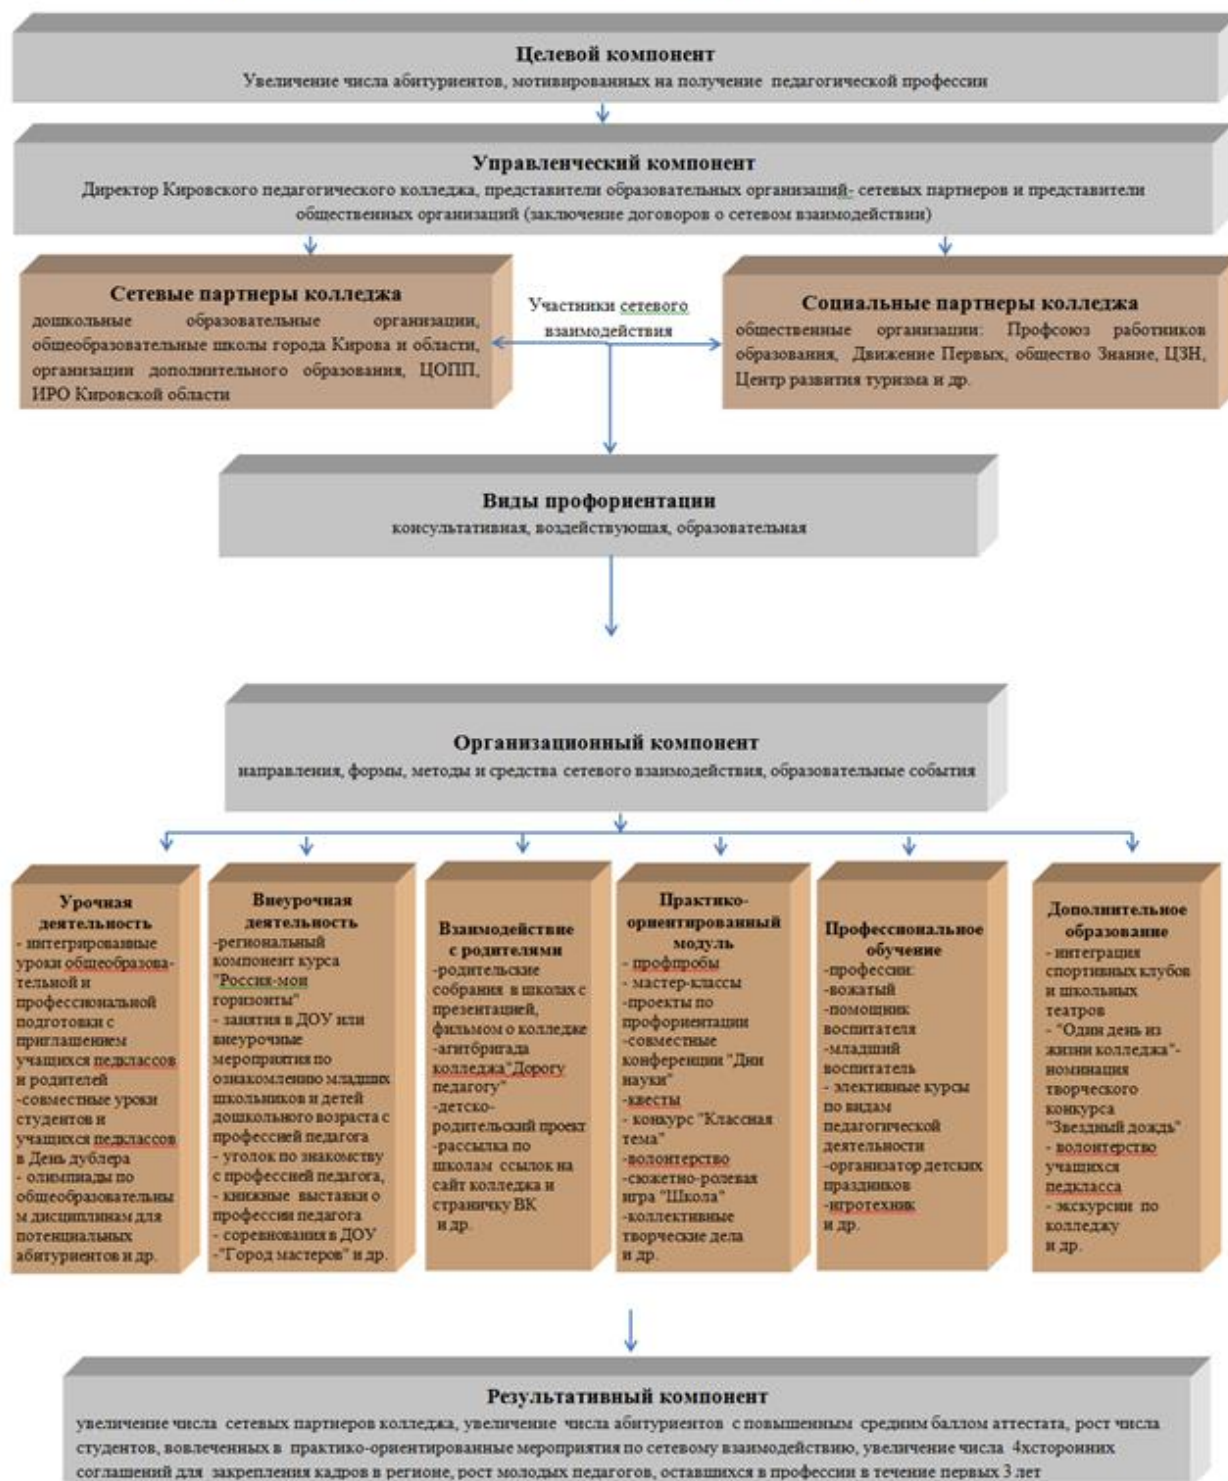 Целевой компонент
Увеличение числа абитуриентов, мотивированных на получение педагогической профессии
Управленческий компонент
Директор Кировского педагогического колледжа, представители образовательных организаций- сетевых партнеров и представители
общественных организаций (заключение договоров о сетевом взаимодействии)
Сетевые партнеры колледжа
дошкольные образовательные организации,
общеобразовательные школы города Кирова и области,
организации дополнительного образования, ЦОПП,
ИРО Кировской области
Участники сетевого
взаимодействия
Социальные партнеры колледжа
общественные организации: Профсоюз работников
образования, Движение Первых, общество Знание, ЦЗН,
Центр развития туризма и др.
Виды профориентации
консультативная, воздействующая, образовательная
Организационный компонент
направления, формы, методы и средства сетевого взаимодействия, образовательные события
Урочная
деятельность
- интегрированные
уроки общеобразова-
тельной и
профессиональной
подготовки с
приглашением
учащихся педклассов
и родителей
-совместные уроки
студентов и
учащихся педклассов
в День дублера
- олимпиады по
общеобразовательны
м дисциплинам для
потенциальных
абитуриентов и др.
Внеурочная
деятельность
-региональный
компонент курса
"Россия-мои
горизонты"
- занятия в ДОУ или
внеурочные
мероприятия по
ознакомлению младших
школьников и детей
дошкольного возраста с
профессией педагога
- уголок по знакомству
с профессией педагога,
- книжные выставки о
профессии педагога
- соревнования в ДОУ
-"Город мастеров" и др.
Взаимодействие
с родителями
-родительские
собрания в школах с
презентацией,
фильмом о колледже
-агитбригада
колледжа"Дорогу
педагогу"
-детско-
родительский проект
-рассылка по
школам ссылок на
сайт колледжа и
страничку ВК
и др.
Практико-
ориентированный
модуль
- профпробы
- мастер-классы
-проекты по
профориентации
-совместные
конференции "Дни
науки"
-квесты
- конкурс "Классная
тема"
-волонтерство
-сюжетно-ролевая
игра "Школа"
-коллективные
творческие дела
и др.
Профессиональное
обучение
-профессии:
-вожатый
-помощник
воспитателя
-младший
воспитатель
- элективные курсы
по видам
педагогической
деятельности
-организатор детских
праздников
-игротехник
и др.
Дополнительное
образование
- интеграция
спортивных клубов
и школьных
театров
- "Один день из
жизни колледжа"-
номинация
творческого
конкурса
"Звездный дождь"
- волонтерство
учащихся
педкласса
- экскурсии по
колледжу
и др.
Результативный компонент
увеличение числа сетевых партнеров колледжа, увеличение числа абитуриентов с повышенным средним баллом аттестата, рост числа
студентов, вовлеченных в практико-ориентированные мероприятия по сетевому взаимодействию, увеличение числа 4хсторонних
соглашений для закрепления кадров в регионе, рост молодых педагогов, оставшихся в профессии в течение первых 3 лет